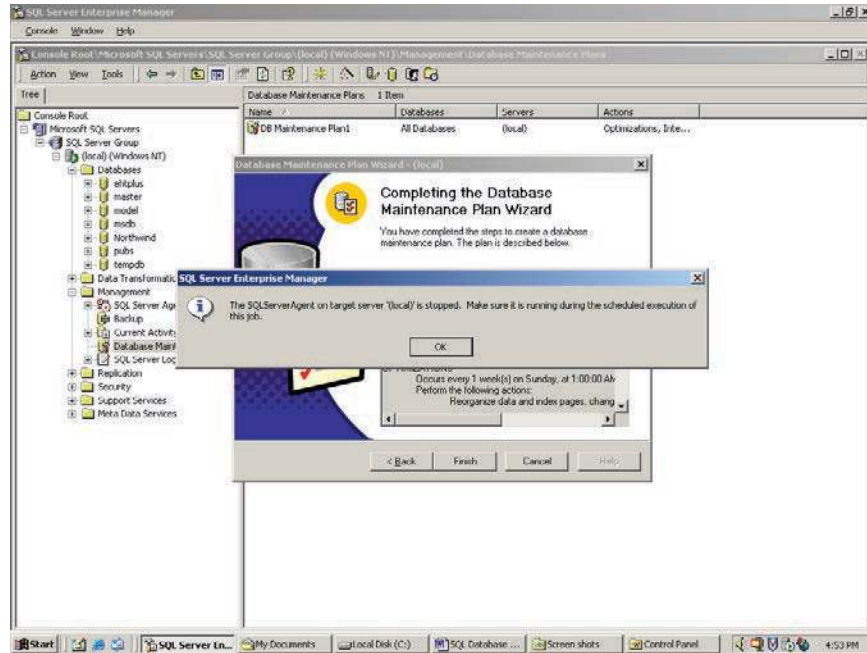 SQL Server Enterprise Manager
Console Window Help
Console Root\Microsoft SQL Servers\SQL Server Group\(local) (Windows NT)\Management\Database Maintenance Plans
Action View Tools
Tree
Database Maintenance Plans 1 Item
Console Root
Microsoft SQL Servers
SQL Server Group
(local) (Windows NT)
Databases
ehtplus
master
model
msdb
Northwind
pubs
tempdb
Data Transformatic
Management
SQL Server Age
Backup
Current Activity
Database Maint
SQL Server Log
Replication
Security
Support Services
Meta Data Services
Name Databases Servers Actions
DB Maintenance Plan1 All Databases (local) Optimizations, Inte...
Database Maintenance Plan Wizard - (local)
Completing the Database
Maintenance Plan Wizard
You have completed the steps to create a database
maintenance plan. The plan is described below.
SQL Server Enterprise Manager
The SQLServerAgent on target server '(local)' is stopped. Make sure it is running during the scheduled execution of
this job.
OK
Occurs every 1 week(s) on Sunday, at 1:00:00 AM
Perform the following actions:
Reorganize data and index pages, chang
< Back Finish Cancel Help
Start SQL Server En... My Documents Local Disk (C:) SQL Database ... Screen shots Control Panel 4:53 PM